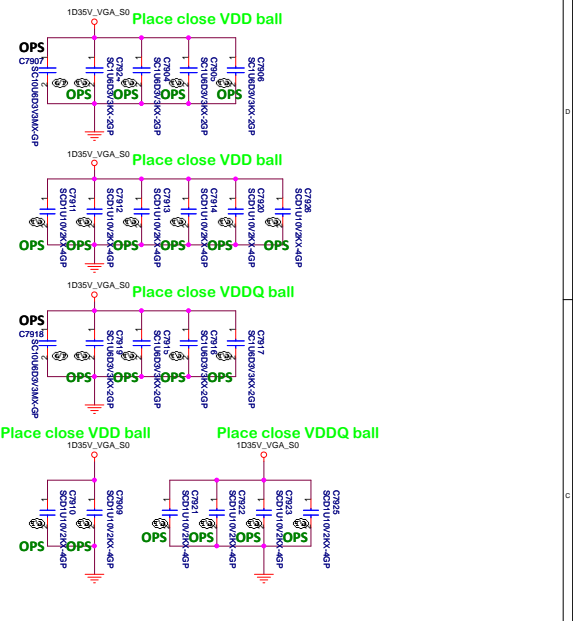 1D35V_VGA_S0
Place close VDD ball
OPS
C7907
SC10U6D3V3MX-GP
SC1U6D3V3KX-2GP
C7904
SC1U6D3V3KX-2GP
SC1U6D3V3KX-2GP
C7906
SC1U6D3V3KX-2GP
OPS
OPS
OPS
OPS
1D35V_VGA_S0
Place close VDD ball
C7911
SCD1U10V2KX-4GP
C7912
SCD1U10V2KX-4GP
C7913
SCD1U10V2KX-4GP
C7914
SCD1U10V2KX-4GP
C7920
SCD1U10V2KX-4GP
C7926
SCD1U10V2KX-4GP
OPS
OPS
OPS
OPS
OPS
OPS
1D35V_VGA_S0
Place close VDDQ ball
OPS
C7918
SC10U6D3V3MX-GP
C7919
SC1U6D3V3KX-2GP
C7915
SC1U6D3V3KX-2GP
C7916
SC1U6D3V3KX-2GP
C7917
SC1U6D3V3KX-2GP
OPS
OPS
OPS
OPS
Place close VDD ball
1D35V_VGA_S0
C7910
SCD1U10V2KX-4GP
C7909
SCD1U10V2KX-4GP
OPS
OPS
Place close VDDQ ball
1D35V_VGA_S0
C7921
SCD1U10V2KX-4GP
C7922
SCD1U10V2KX-4GP
C7923
SCD1U10V2KX-4GP
C7925
SCD1U10V2KX-4GP
OPS
OPS
OPS
OPS
D
C